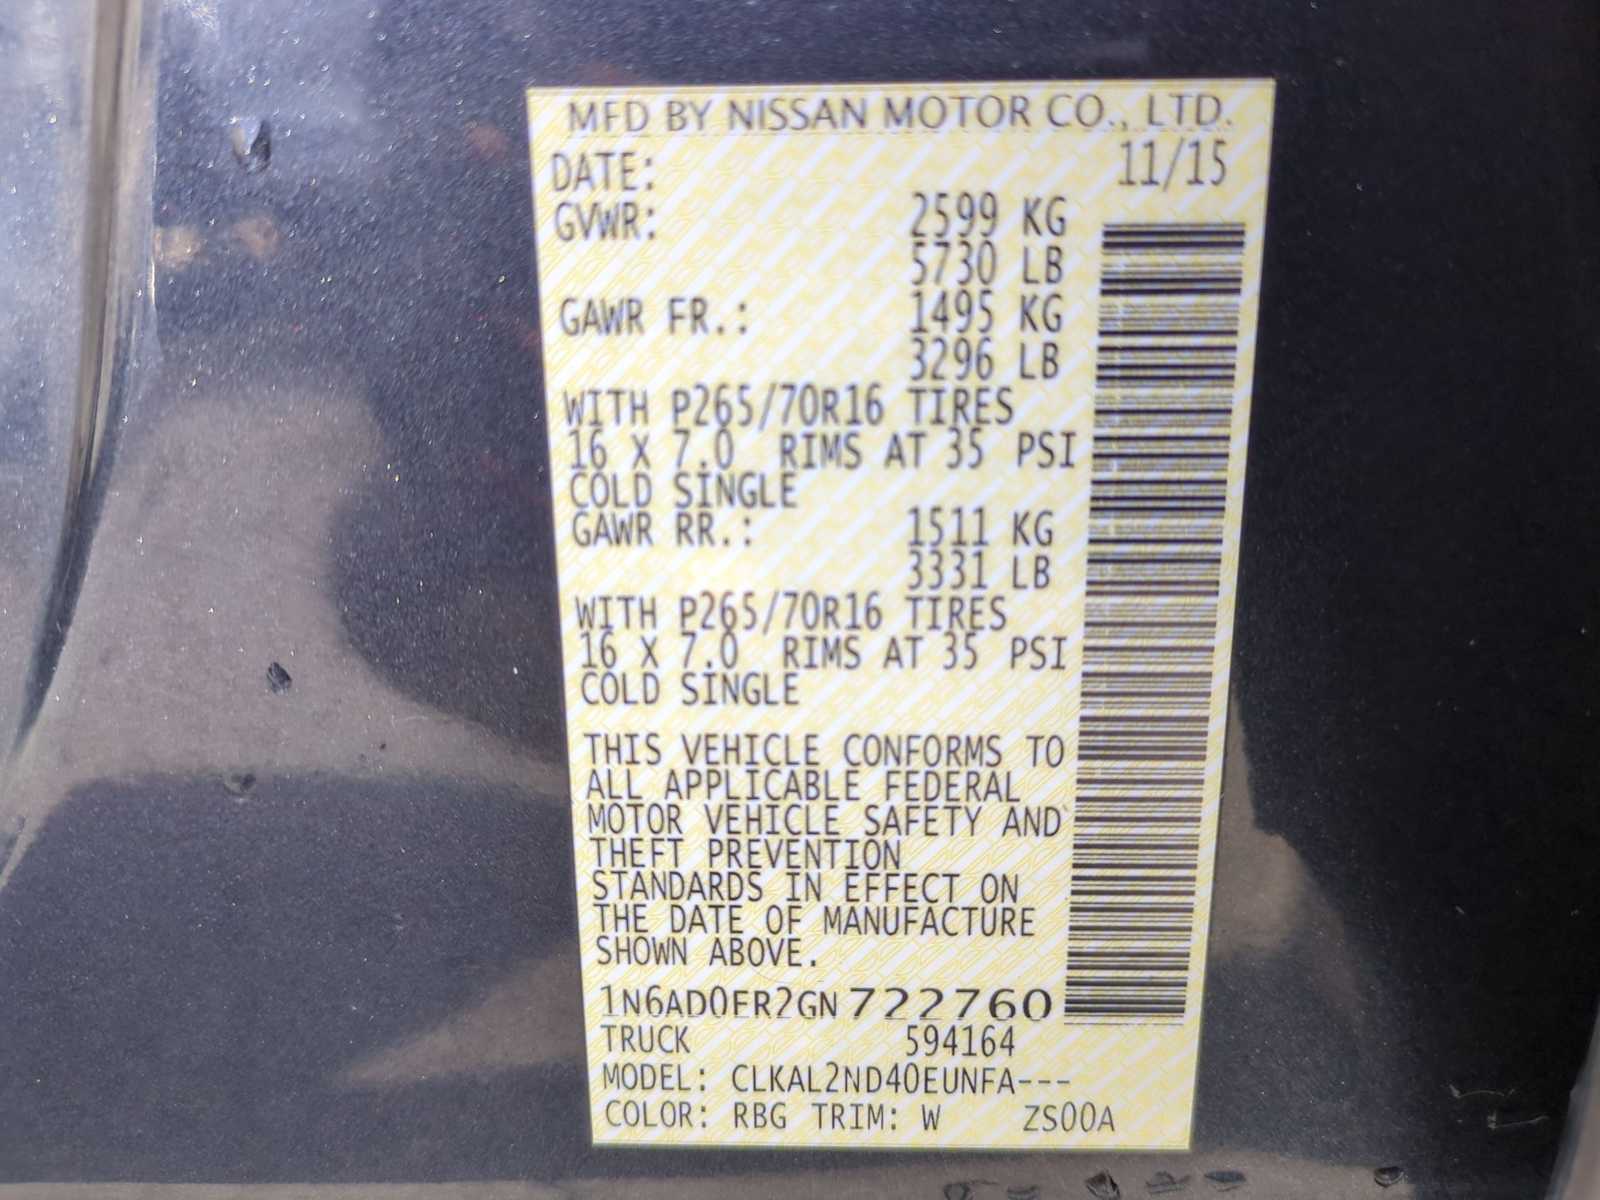 MFD BY NISSAN MOTOR CO., LTD.
DATE: 11/15
GVWR: 2599 KG
5730 LB
GAWR FR.: 1495 KG
3296 LB
WITH P265/70R16 TIRES
16 X 7.0 RIMS AT 35 PSI
COLD SINGLE
GAWR RR.: 1511 KG
3331 LB
WITH P265/70R16 TIRES
16 X 7.0 RIMS AT 35 PSI
COLD SINGLE
THIS VEHICLE CONFORMS TO
ALL APPLICABLE FEDERAL
MOTOR VEHICLE SAFETY AND
THEFT PREVENTION
STANDARDS IN EFFECT ON
THE DATE OF MANUFACTURE
SHOWN ABOVE.
1N6AD0ER2GN722760
TRUCK 594164
MODEL: CLKAL2ND40EUNFA---
COLOR: RBG TRIM: W ZS00A